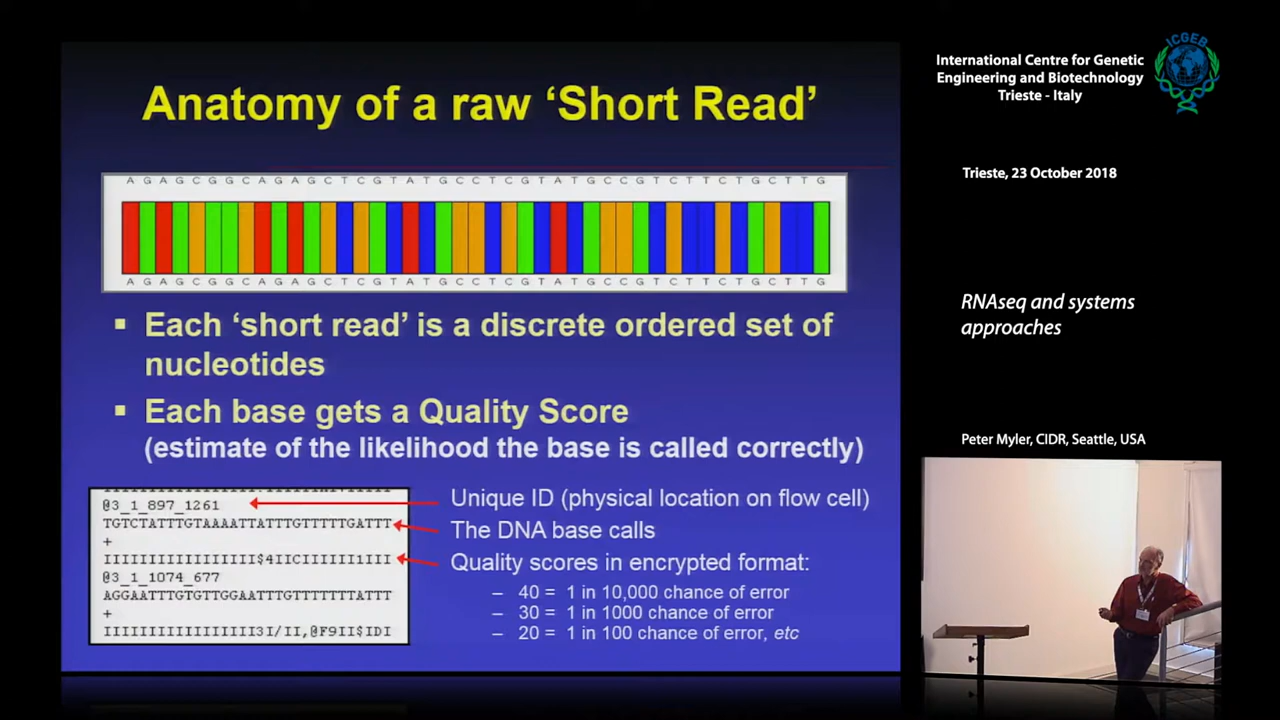 Anatomy of a raw ‘Short Read’
A G A G C G G C A G A G C T C G T A T G C C T C G T A T G C C G T C T T C T G C T T G
A G A G C G G C A G A G C T C G T A T G C C T C G T A T G C C G T C T T C T G C T T G
▪ Each ‘short read’ is a discrete ordered set of
nucleotides
▪ Each base gets a Quality Score
(estimate of the likelihood the base is called correctly)
@3_1_897_1261
TGTCTATTTGTAAAATTATTTGTTTTTGATTT
+
IIIIIIIIIIIIIIIIII$4IICIIIIII1III
@3_1_1074_677
AGGAATTTGTGTTGGAATTTGTTTTTTTATTT
+
IIIIIIIIIIIIIIIIII3I/II,@F9II$IDI
Unique ID (physical location on flow cell)
The DNA base calls
Quality scores in encrypted format:
– 40 = 1 in 10,000 chance of error
– 30 = 1 in 1000 chance of error
– 20 = 1 in 100 chance of error, etc
ICGEB
International Centre for Genetic
Engineering and Biotechnology
Trieste - Italy
Trieste, 23 October 2018
RNAseq and systems
approaches
Peter Myler, CIDR, Seattle, USA